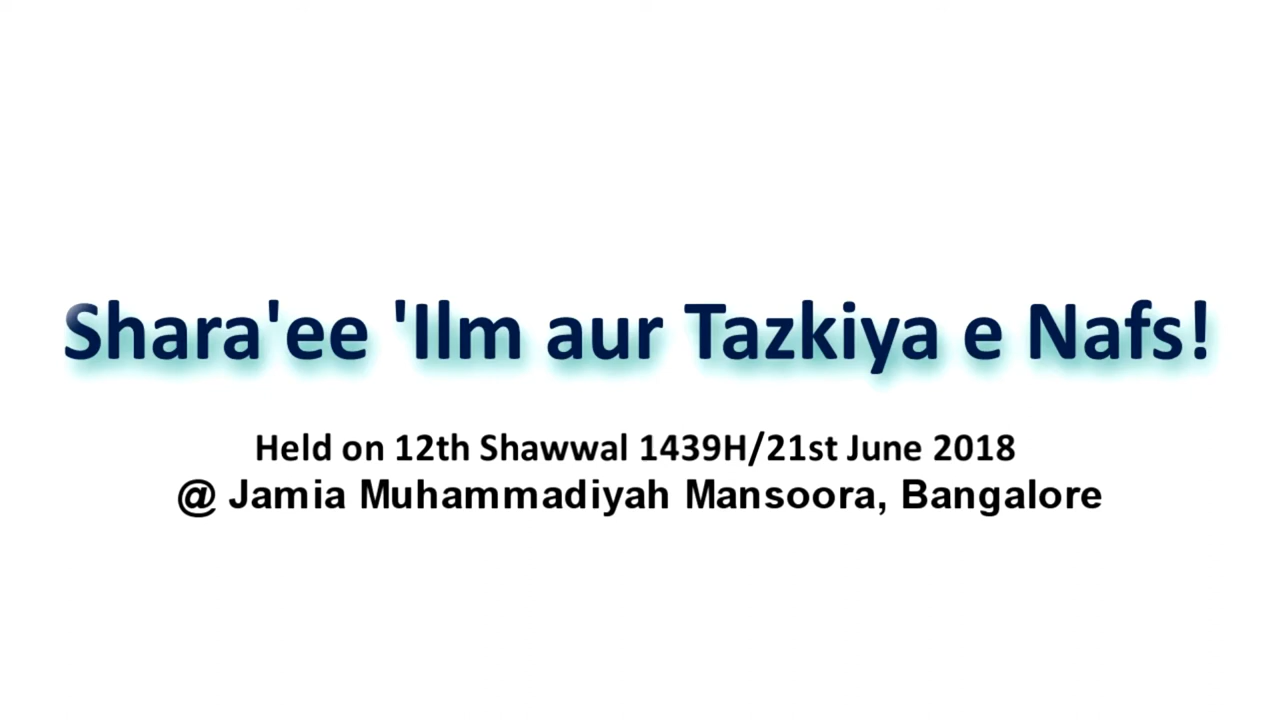 Shara'ee 'Ilm aur Tazkiya e Nafs!
Held on 12th Shawwal 1439H/21st June 2018
@ Jamia Muhammadiyah Mansoora, Bangalore